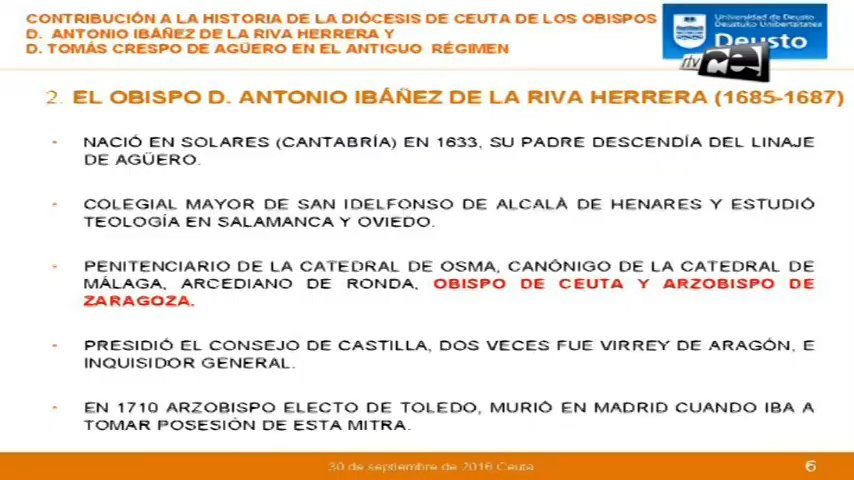 CONTRIBUCIÓN A LA HISTORIA DE LA DIÓCESIS DE CEUTA DE LOS OBISPOS
D. ANTONIO IBÁÑEZ DE LA RIVA HERRERA Y
D. TOMÁS CRESPO DE AGÜERO EN EL ANTIGUO RÉGIMEN
Universidad de Deusto
Deustuko Unibertsitatea
Deusto
rtvce!
2. EL OBISPO D. ANTONIO IBÁÑEZ DE LA RIVA HERRERA (1685-1687)
- NACIÓ EN SOLARES (CANTABRÍA) EN 1633, SU PADRE DESCENDÍA DEL LINAJE
DE AGÜERO.
- COLEGIAL MAYOR DE SAN IDELFONSO DE ALCALÀ DE HENARES Y ESTUDIÓ
TEOLOGÍA EN SALAMANCA Y OVIEDO.
- PENITENCIARIO DE LA CATEDRAL DE OSMA, CANÓNIGO DE LA CATEDRAL DE
MÁLAGA, ARCEDIANO DE RONDA, OBISPO DE CEUTA Y ARZOBISPO DE
ZARAGOZA.
- PRESIDIÓ EL CONSEJO DE CASTILLA, DOS VECES FUE VIRREY DE ARAGÓN, E
INQUISIDOR GENERAL.
- EN 1710 ARZOBISPO ELECTO DE TOLEDO, MURIÓ EN MADRID CUANDO IBA A
TOMAR POSESIÓN DE ESTA MITRA.
30 de septiembre de 2016 Ceuta
6